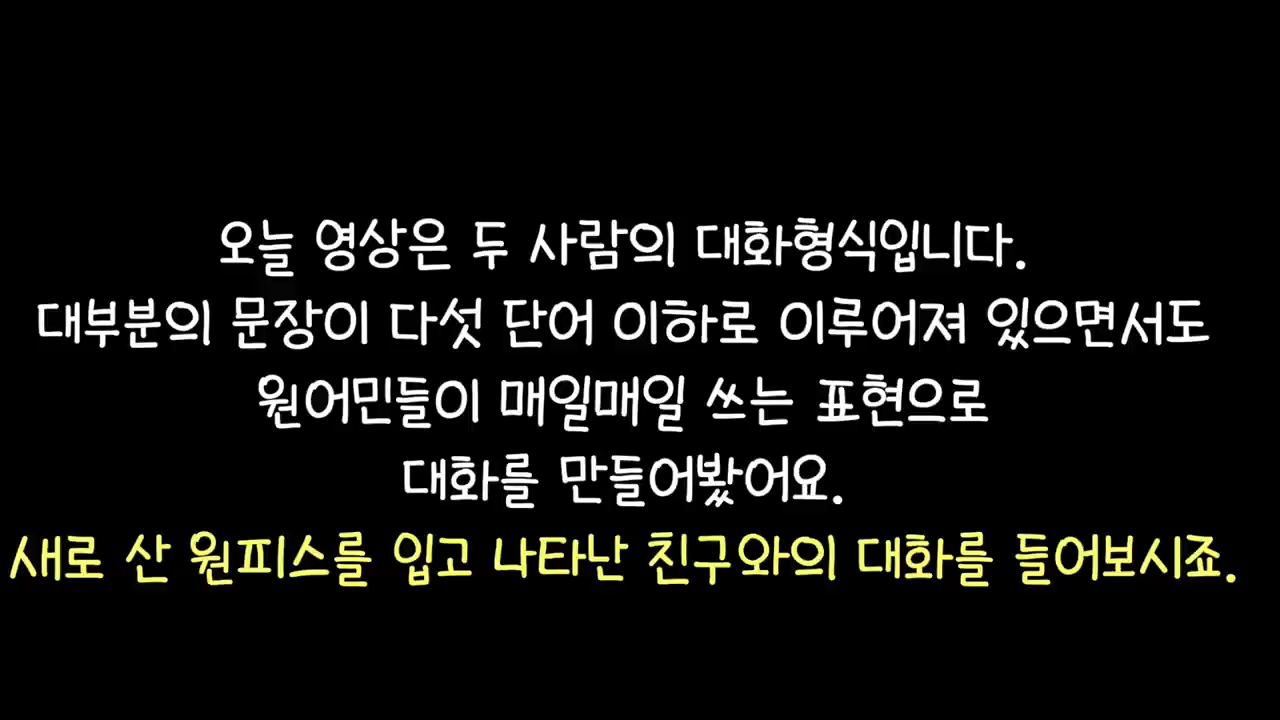 오늘 영상은 두 사람의 대화형식입니다.
대부분의 문장이 다섯 단어 이하로 이루어져 있으면서도
원어민들이 매일매일 쓰는 표현으로
대화를 만들어봤어요.
새로 산 원피스를 입고 나타난 친구와의 대화를 들어보시죠.